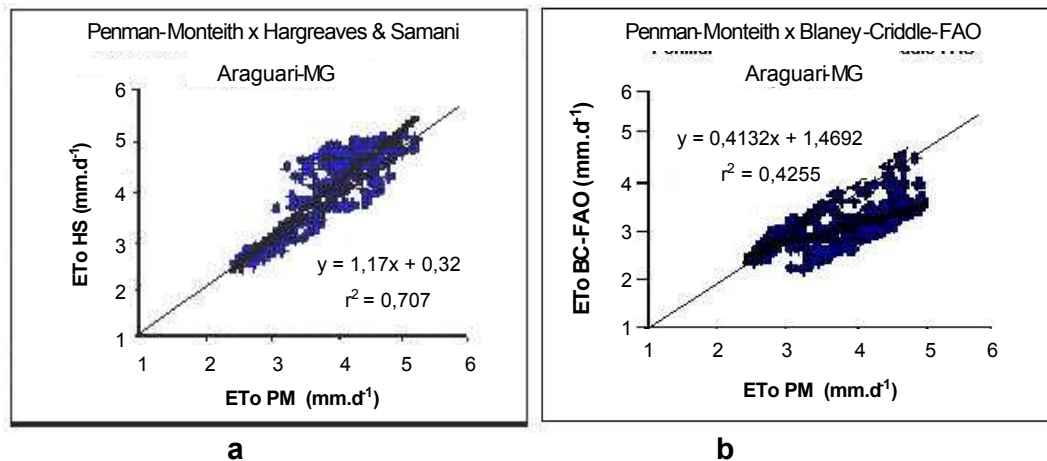 Penman-Monteith x Hargreaves & Samani
Araguari-MG
6
5
4
3
2
1
ETo HS (mm.d-1)
y = 1,17x + 0,32
r2 = 0,707
1 2 3 4 5 6
ETo PM (mm.d-1)
a
Penman-Monteith x Blaney-Criddle-FAO
Araguari-MG
6
5
4
3
2
1
ETo BC-FAO (mm.d-1)
y = 0,4132x + 1,4692
r2 = 0,4255
1 2 3 4 5 6
ETo PM (mm.d-1)
b